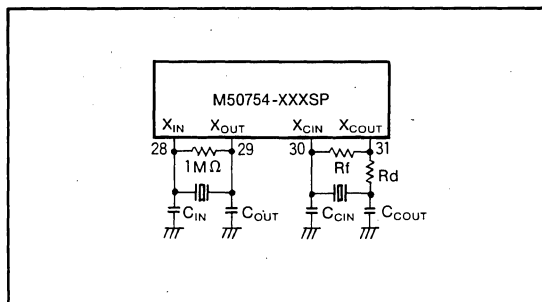 M50754-XXXSP
XIN XOUT XCIN XCOUT
28 29 30 31
1MΩ Rf
Rd
CIN COUT CCIN CCOUT